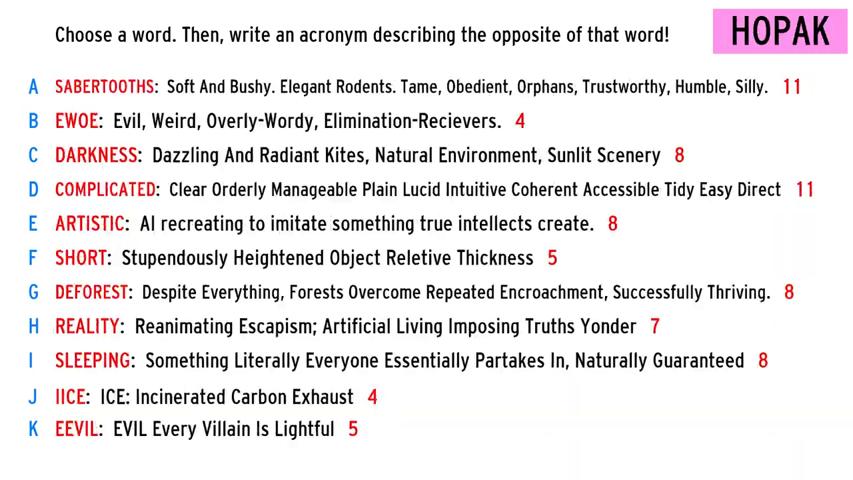 Choose a word. Then, write an acronym describing the opposite of that word!
HOPAK
A SABERTOOTHS: Soft And Bushy. Elegant Rodents. Tame, Obedient, Orphans, Trustworthy, Humble, Silly. 11
B EWOE: Evil, Weird, Overly-Wordy, Elimination-Recievers. 4
C DARKNESS: Dazzling And Radiant Kites, Natural Environment, Sunlit Scenery 8
D COMPLICATED: Clear Orderly Manageable Plain Lucid Intuitive Coherent Accessible Tidy Easy Direct 11
E ARTISTIC: AI recreating to imitate something true intellects create. 8
F SHORT: Stupendously Heightened Object Reletive Thickness 5
G DEFOREST: Despite Everything, Forests Overcome Repeated Encroachment, Successfully Thriving. 8
H REALITY: Reanimating Escapism; Artificial Living Imposing Truths Yonder 7
I SLEEPING: Something Literally Everyone Essentially Partakes In, Naturally Guaranteed 8
J IICE: ICE: Incinerated Carbon Exhaust 4
K EEVIL: EVIL Every Villain Is Lightful 5